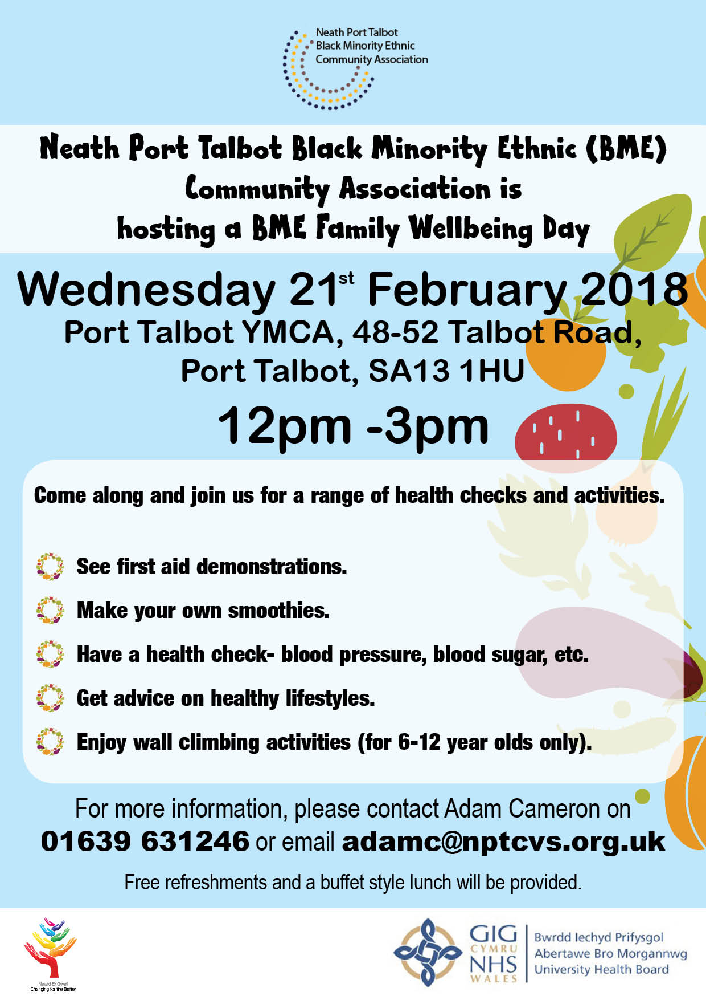 Neath Port Talbot
Black Minority Ethnic
Community Association
Neath Port Talbot Black Minority Ethnic (BME)
Community Association is
hosting a BME Family Wellbeing Day
Wednesday 21st February 2018
Port Talbot YMCA, 48-52 Talbot Road,
Port Talbot, SA13 1HU
12pm -3pm
Come along and join us for a range of health checks and activities.
See first aid demonstrations.
Make your own smoothies.
Have a health check- blood pressure, blood sugar, etc.
Get advice on healthy lifestyles.
Enjoy wall climbing activities (for 6-12 year olds only).
For more information, please contact Adam Cameron on
01639 631246 or email adamc@nptcvs.org.uk
Free refreshments and a buffet style lunch will be provided.
Newid Er Gwell
Changing for the Better
GIG
CYMRU
NHS
WALES
Bwrdd Iechyd Prifysgol
Abertawe Bro Morgannwg
University Health Board